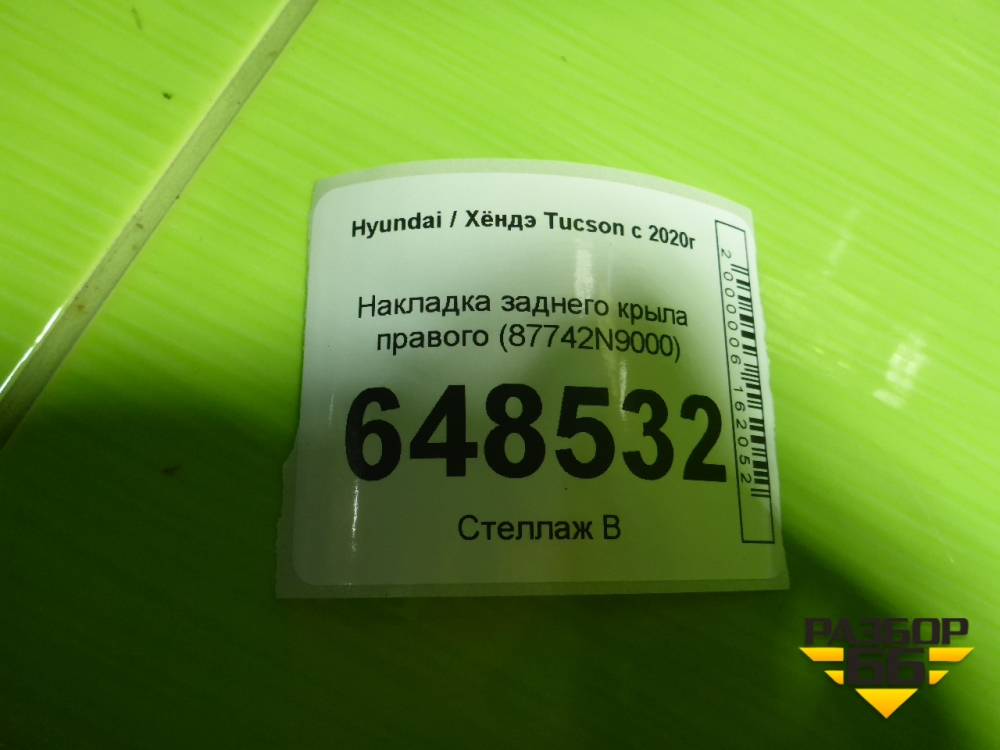 Hyundai / Хёндэ Tucson с 2020г
Накладка заднего крыла
правого (87742N9000)
648532
Стеллаж В
2000006162052
РАЗБОР
66